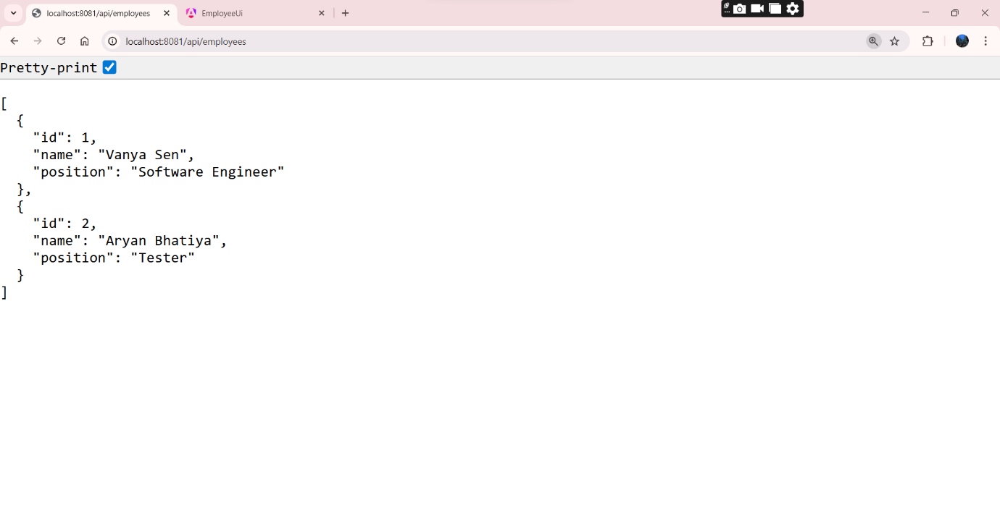 localhost:8081/api/employees
EmployeeUi
localhost:8081/api/employees
Pretty-print
[
  {
    "id": 1,
    "name": "Vanya Sen",
    "position": "Software Engineer"
  },
  {
    "id": 2,
    "name": "Aryan Bhatiya",
    "position": "Tester"
  }
]